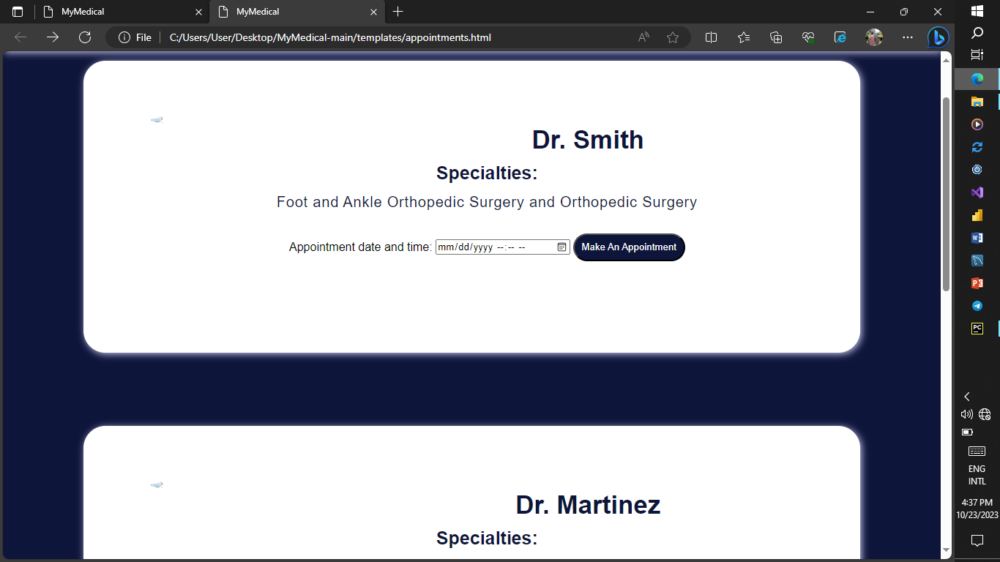 MyMedical
MyMedical
File
C:/Users/User/Desktop/MyMedical-main/templates/appointments.html
Dr. Smith
Specialties:
Foot and Ankle Orthopedic Surgery and Orthopedic Surgery
Appointment date and time: mm/dd/yyyy --:-- -- Make An Appointment
Dr. Martinez
Specialties:
PC
ENG
INTL
4:37 PM
10/23/2023